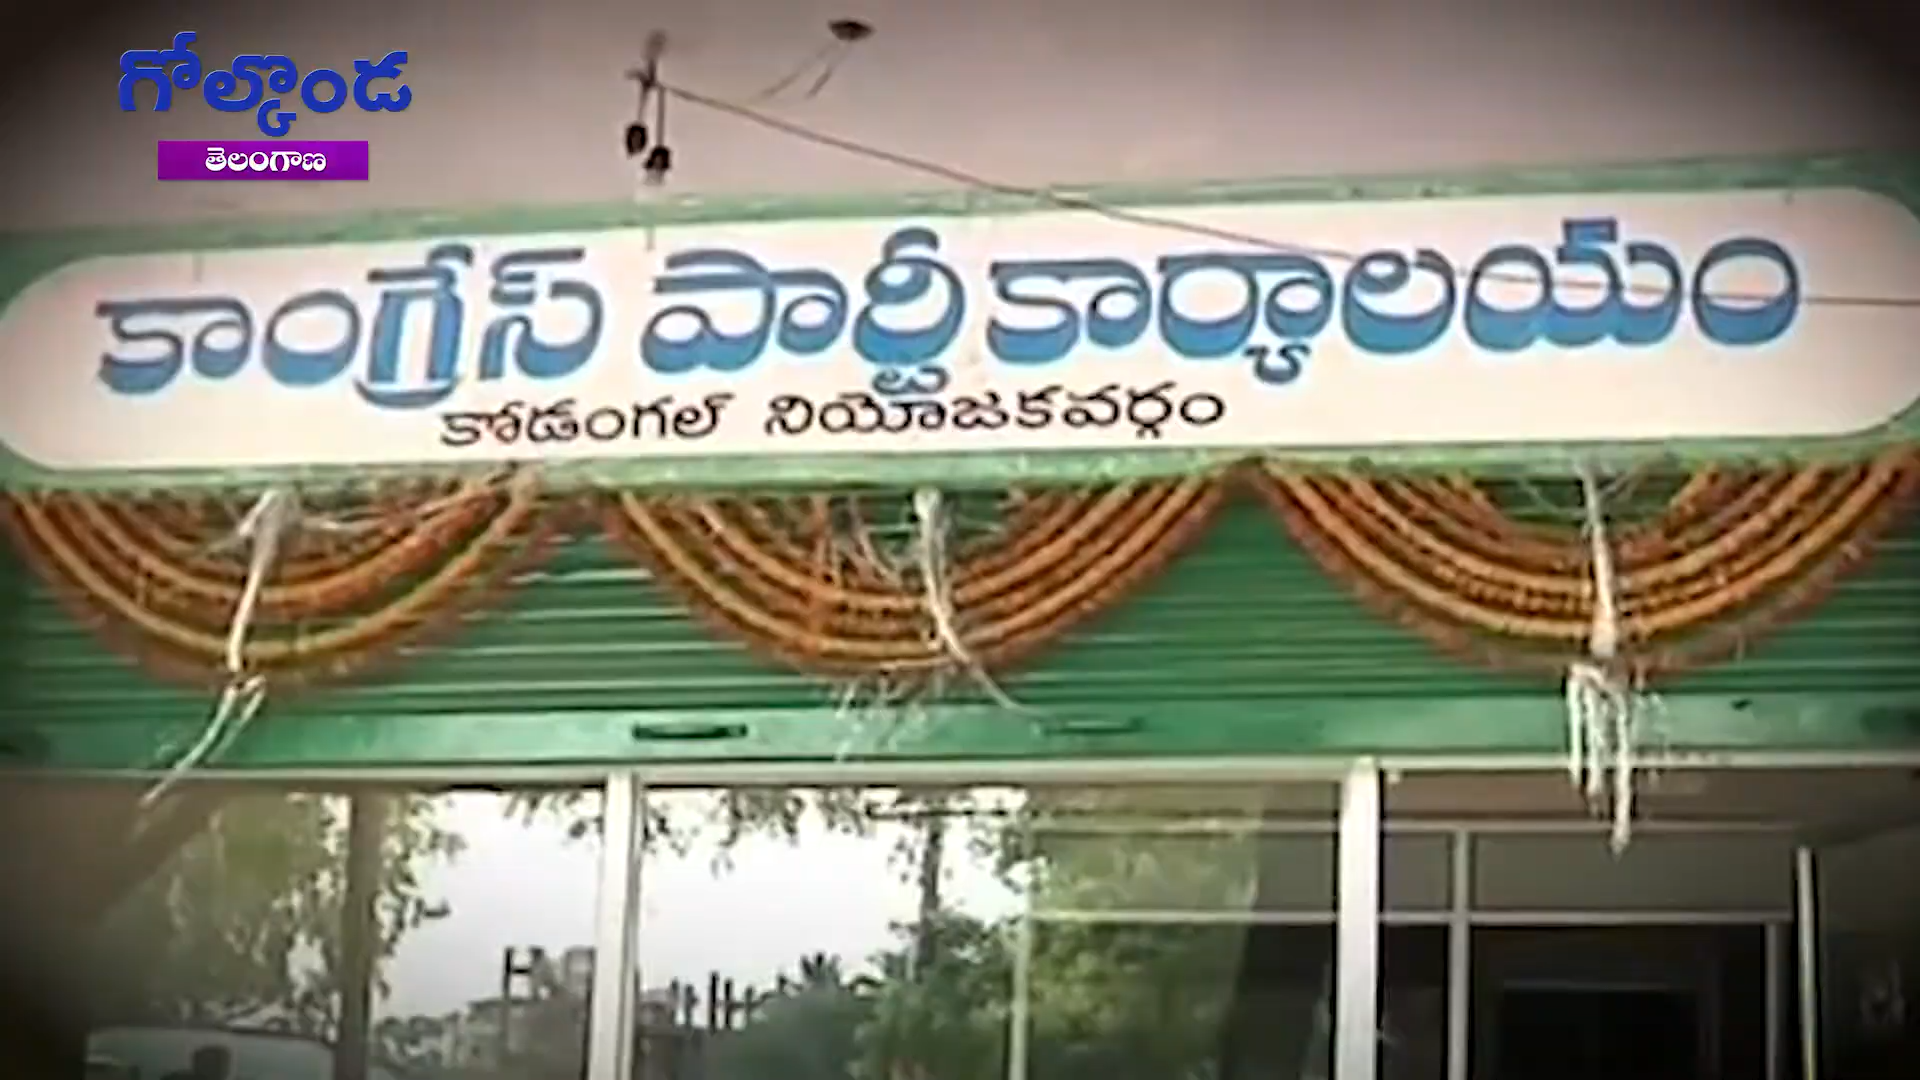 గోల్కొండ
తెలంగాణ
కాంగ్రేస్ పార్టీ కార్యాలయం
కోడంగల్ నియోజకవర్గం